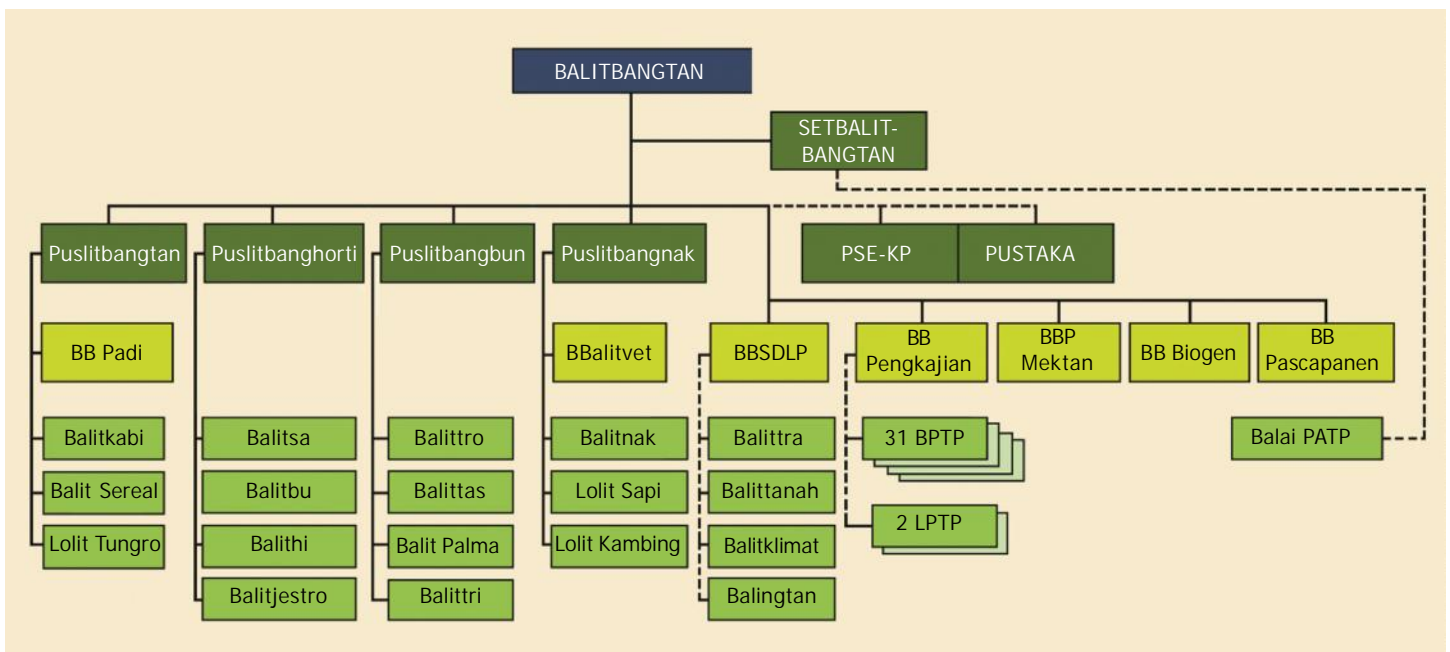 BALITBANGTAN
SETBALIT-
BANGTAN
Puslitbangtan
Puslitbanghorti
Puslitbangbun
Puslitbangnak
PSE-KP
PUSTAKA
BB Padi
BBalitvet
BBSDLP
BB
Pengkajian
BBP
Mektan
BB Biogen
BB
Pascapanen
Balitkabi
Balitsa
Balittro
Balitnak
Balittra
31 BPTP
Balai PATP
Balit Sereal
Balitbu
Balittas
Lolit Sapi
Balittanah
2 LPTP
Lolit Tungro
Balithi
Balit Palma
Lolit Kambing
Balitklimat
Balitjestro
Balittri
Balingtan